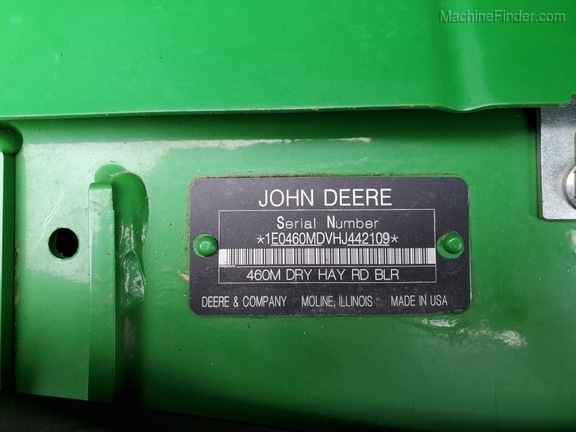 MachineFinder.com
JOHN DEERE
Serial Number
*1E0460MDVHJ442109*
460M DRY HAY RD BLR
DEERE & COMPANY MOLINE, ILLINOIS MADE IN USA